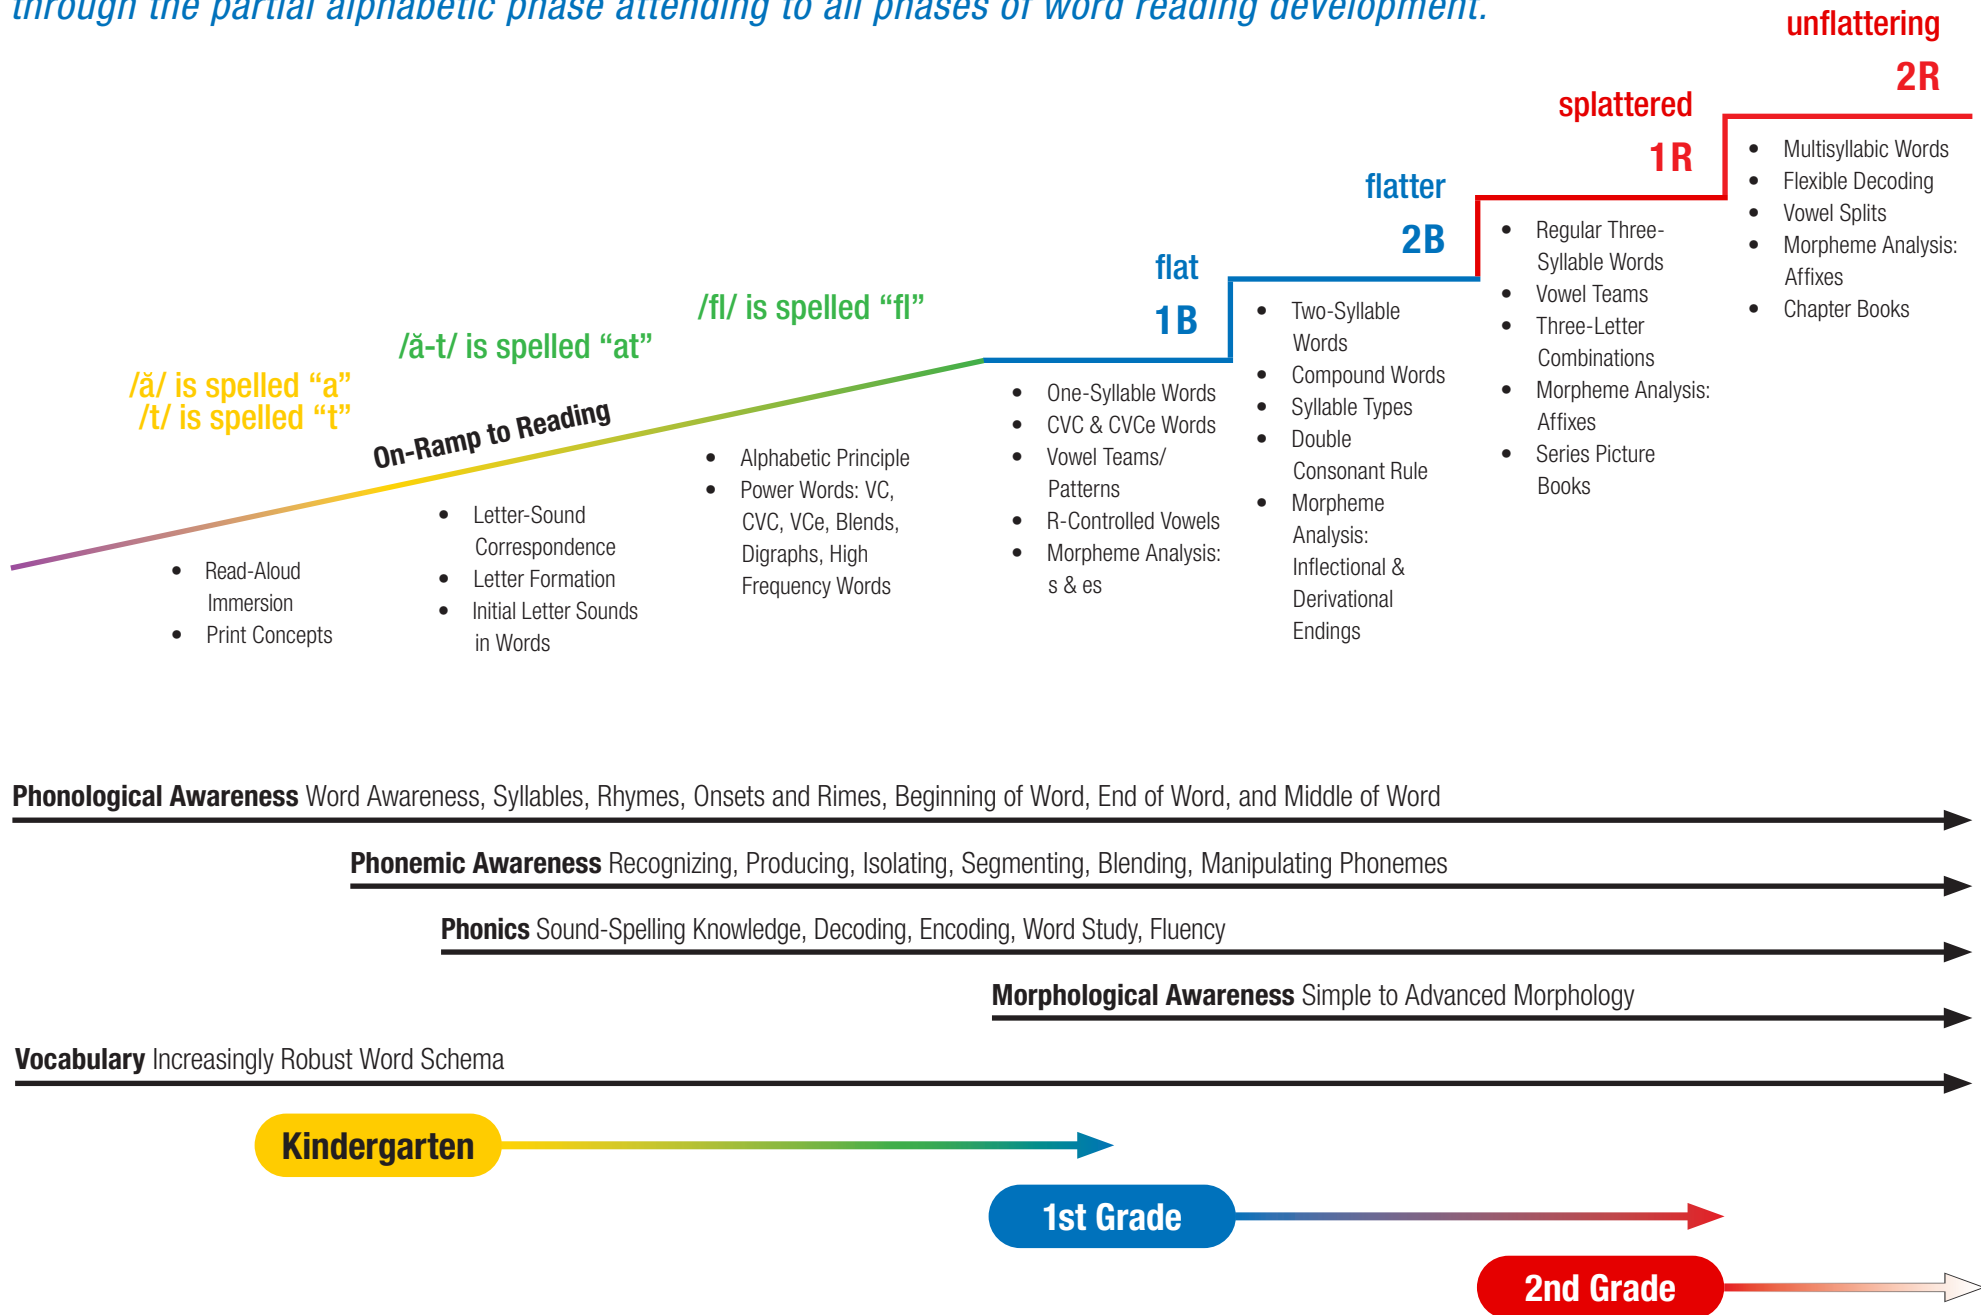 through the partial alphabetic phase attending to all phases of word reading development.
unflattering
2R
splattered
1R
flatter
2B
flat
1B
/fl/ is spelled “fl”
/ă-t/ is spelled “at”
/ă/ is spelled “a”
/t/ is spelled “t”
On-Ramp to Reading
• Read-Aloud
Immersion
• Print Concepts
• Letter-Sound
Correspondence
• Letter Formation
• Initial Letter Sounds
in Words
• Alphabetic Principle
• Power Words: VC,
CVC, VCe, Blends,
Digraphs, High
Frequency Words
• One-Syllable Words
• CVC & CVCe Words
• Vowel Teams/
Patterns
• R-Controlled Vowels
• Morpheme Analysis:
s & es
• Two-Syllable
Words
• Compound Words
• Syllable Types
• Double
Consonant Rule
• Morpheme
Analysis:
Inflectional &
Derivational
Endings
• Regular Three-
Syllable Words
• Vowel Teams
• Three-Letter
Combinations
• Morpheme Analysis:
Affixes
• Series Picture
Books
• Multisyllabic Words
• Flexible Decoding
• Vowel Splits
• Morpheme Analysis:
Affixes
• Chapter Books
Phonological Awareness Word Awareness, Syllables, Rhymes, Onsets and Rimes, Beginning of Word, End of Word, and Middle of Word
Phonemic Awareness Recognizing, Producing, Isolating, Segmenting, Blending, Manipulating Phonemes
Phonics Sound-Spelling Knowledge, Decoding, Encoding, Word Study, Fluency
Morphological Awareness Simple to Advanced Morphology
Vocabulary Increasingly Robust Word Schema
Kindergarten
1st Grade
2nd Grade